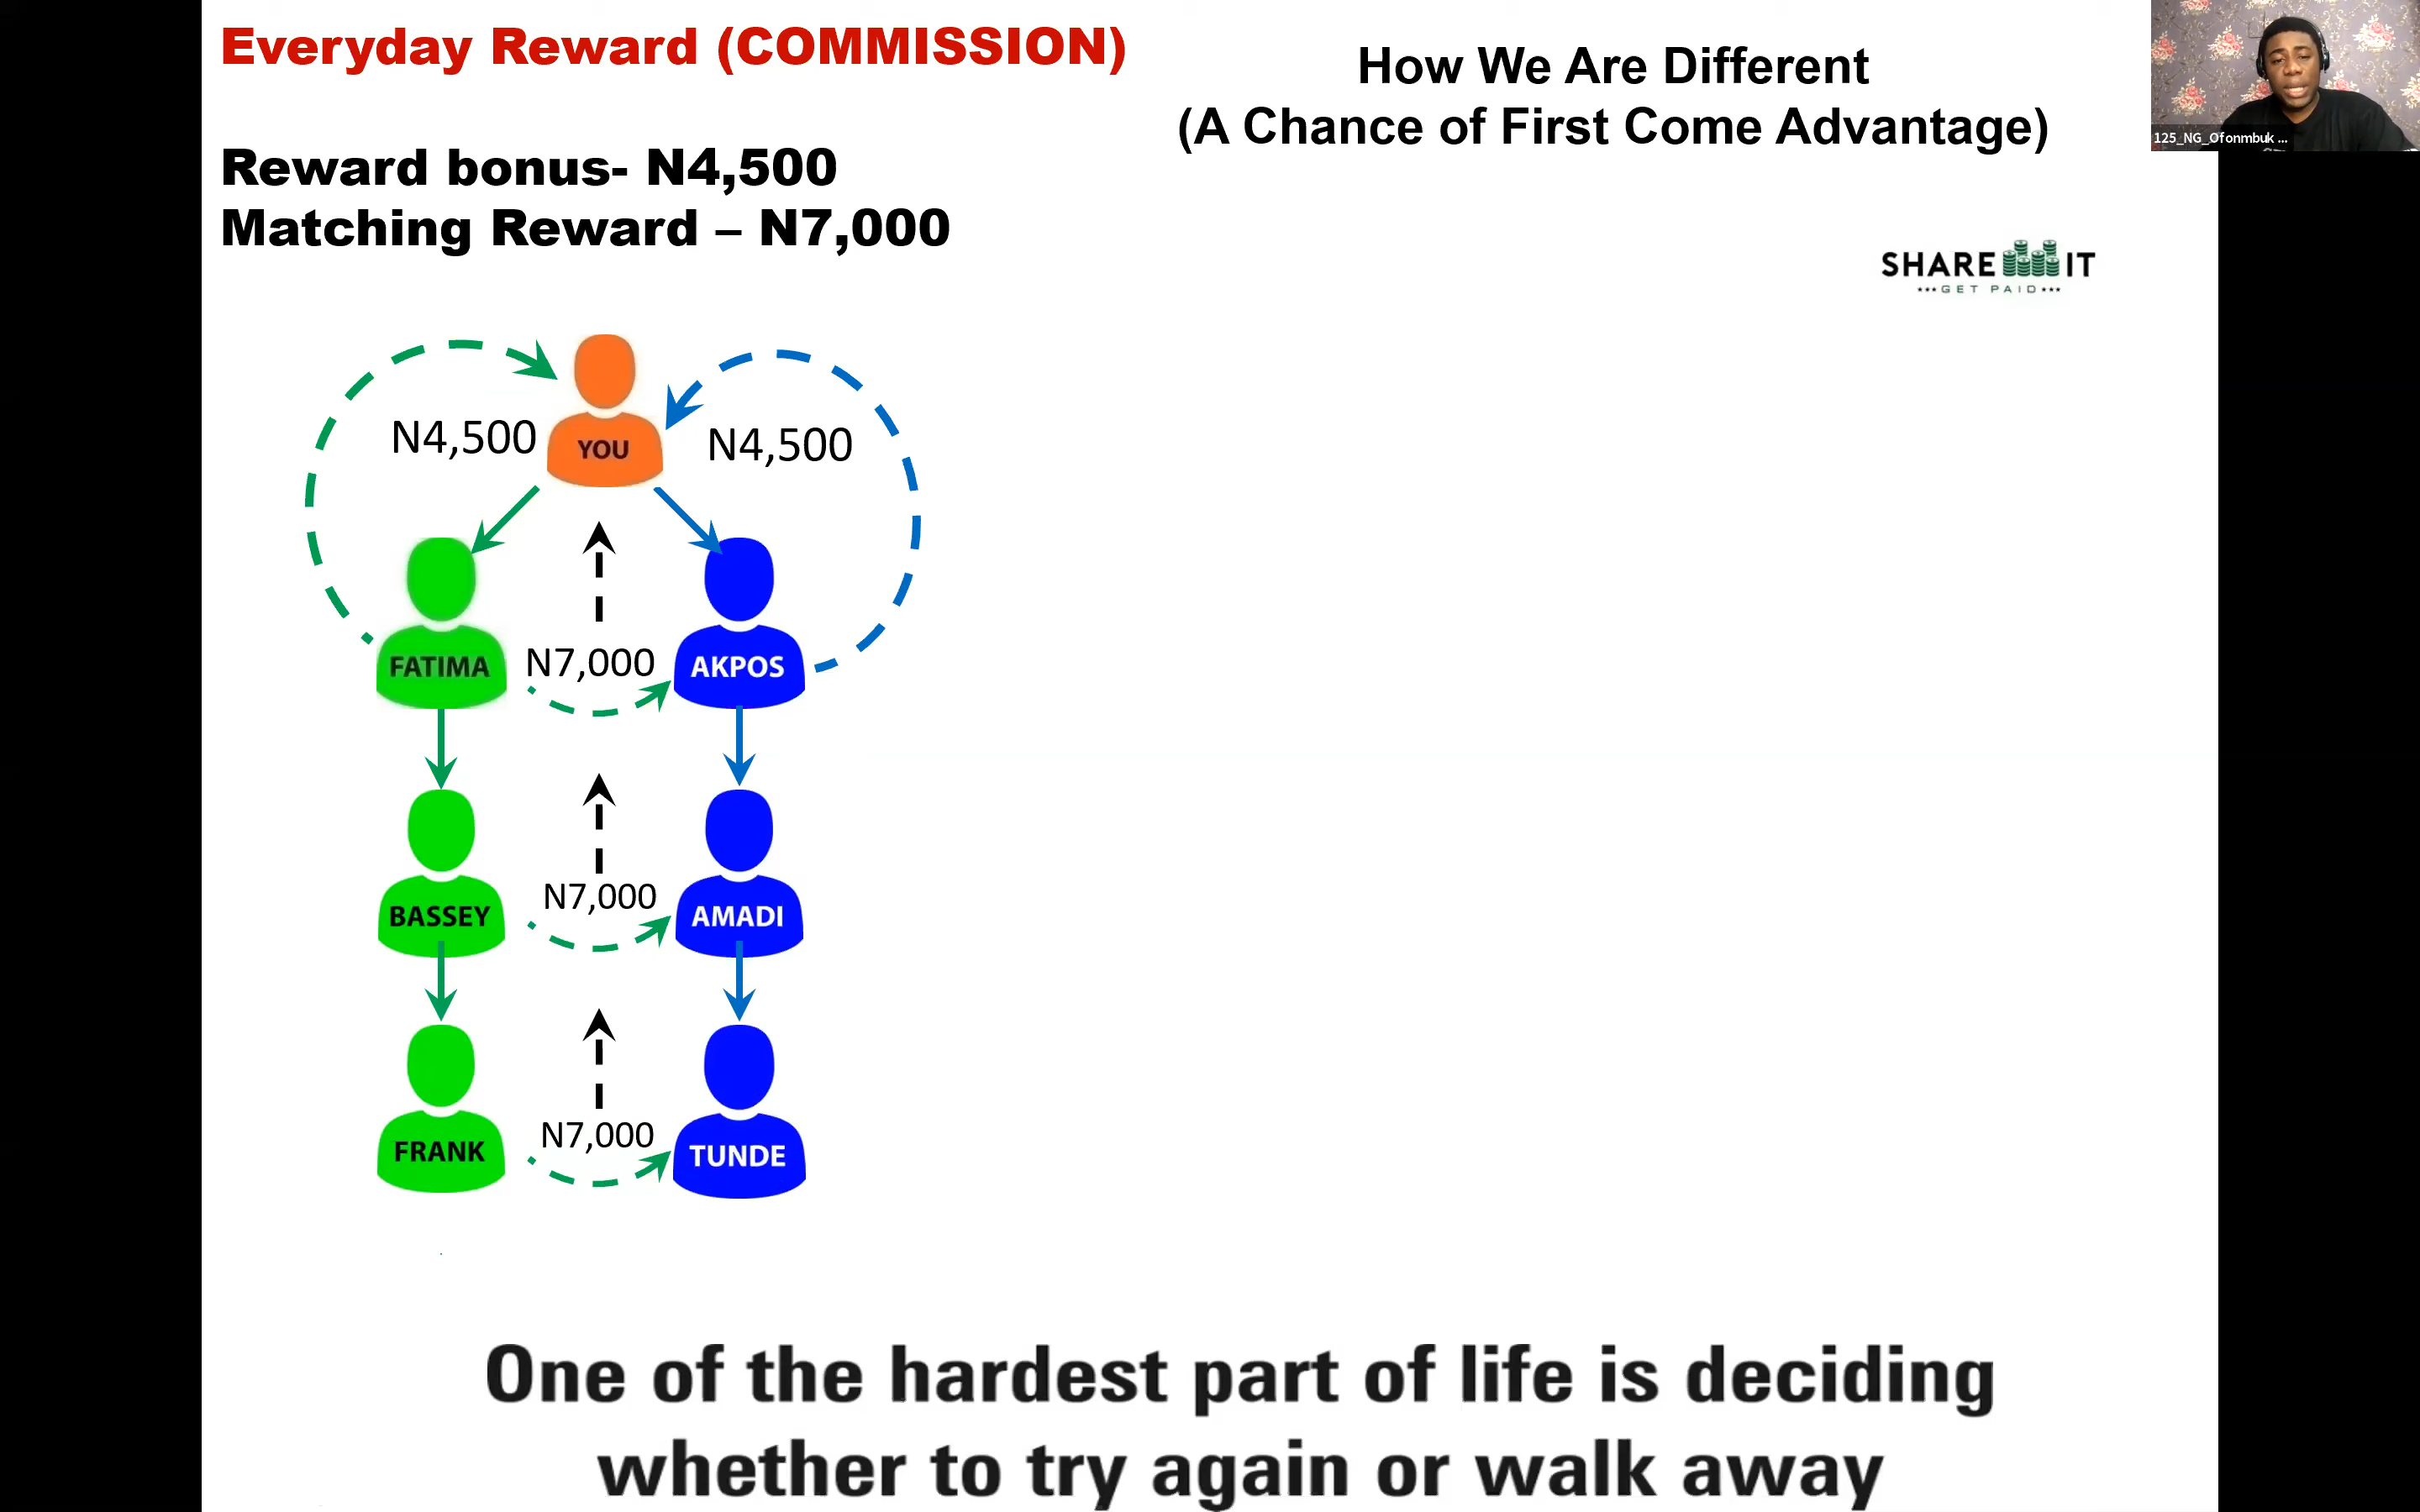 Everyday Reward (COMMISSION)
How We Are Different
(A Chance of First Come Advantage)
125_NG_Ofonmbuk ...
Reward bonus- N4,500
Matching Reward – N7,000
SHARE IT
GET PAID
N4,500
YOU
N4,500
FATIMA
N7,000
AKPOS
BASSEY
N7,000
AMADI
FRANK
N7,000
TUNDE
One of the hardest part of life is deciding
whether to try again or walk away